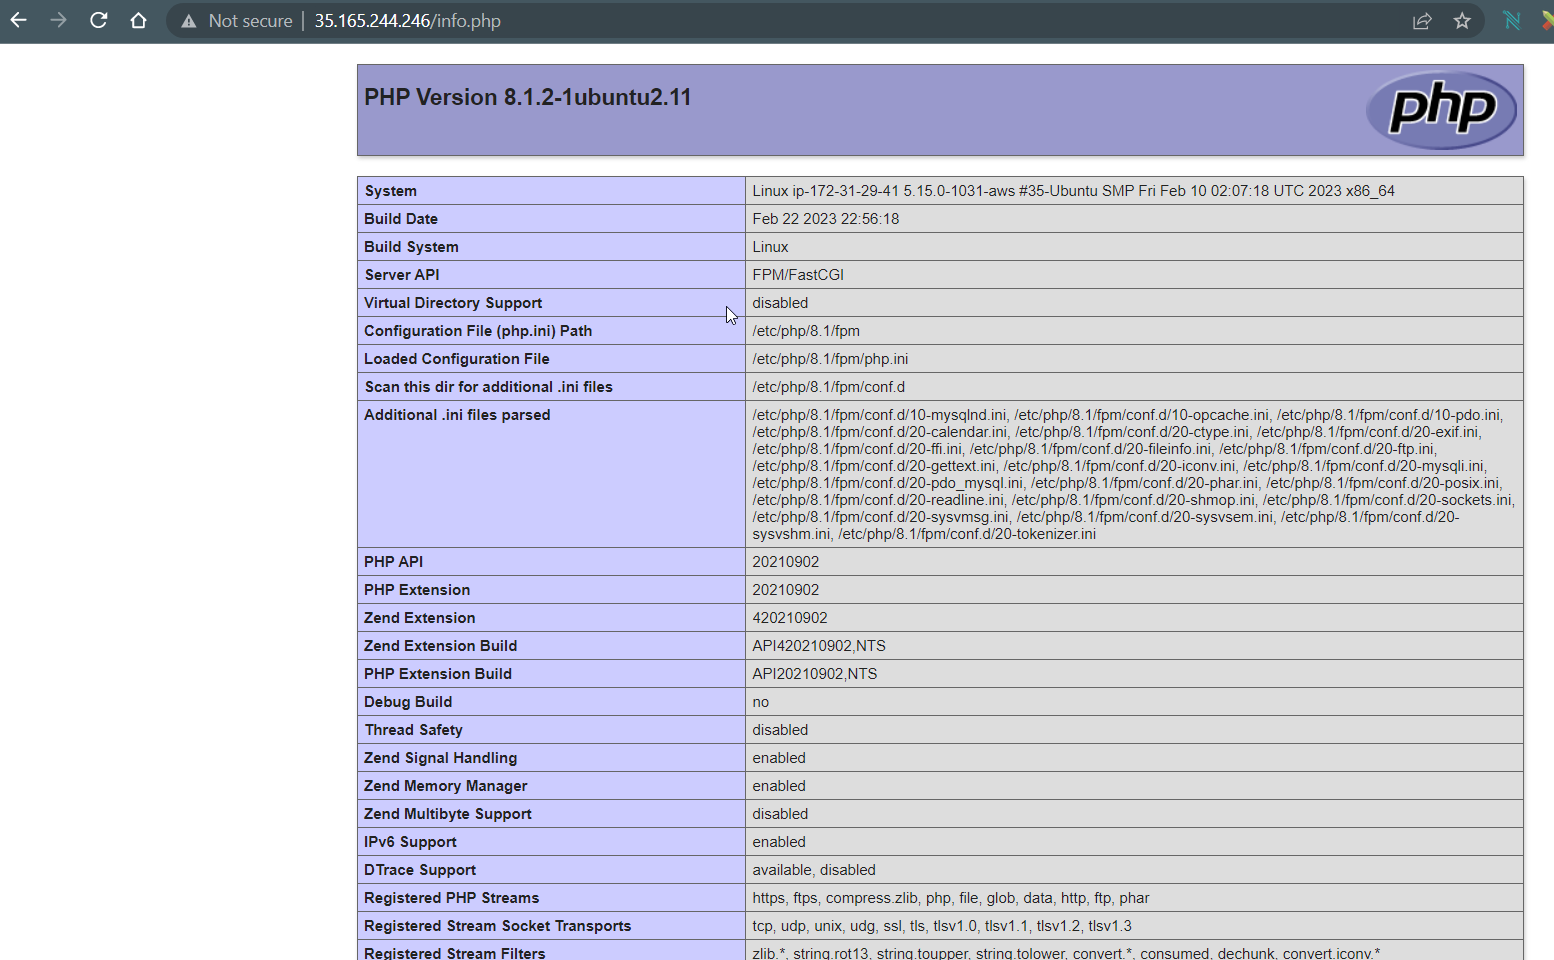 Not secure | 35.165.244.246/info.php
PHP Version 8.1.2-1ubuntu2.11
php
System Linux ip-172-31-29-41 5.15.0-1031-aws #35-Ubuntu SMP Fri Feb 10 02:07:18 UTC 2023 x86_64
Build Date Feb 22 2023 22:56:18
Build System Linux
Server API FPM/FastCGI
Virtual Directory Support disabled
Configuration File (php.ini) Path /etc/php/8.1/fpm
Loaded Configuration File /etc/php/8.1/fpm/php.ini
Scan this dir for additional .ini files /etc/php/8.1/fpm/conf.d
Additional .ini files parsed /etc/php/8.1/fpm/conf.d/10-mysqlnd.ini, /etc/php/8.1/fpm/conf.d/10-opcache.ini, /etc/php/8.1/fpm/conf.d/10-pdo.ini,
/etc/php/8.1/fpm/conf.d/20-calendar.ini, /etc/php/8.1/fpm/conf.d/20-ctype.ini, /etc/php/8.1/fpm/conf.d/20-exif.ini,
/etc/php/8.1/fpm/conf.d/20-ffi.ini, /etc/php/8.1/fpm/conf.d/20-fileinfo.ini, /etc/php/8.1/fpm/conf.d/20-ftp.ini,
/etc/php/8.1/fpm/conf.d/20-gettext.ini, /etc/php/8.1/fpm/conf.d/20-iconv.ini, /etc/php/8.1/fpm/conf.d/20-mysqli.ini,
/etc/php/8.1/fpm/conf.d/20-pdo_mysql.ini, /etc/php/8.1/fpm/conf.d/20-phar.ini, /etc/php/8.1/fpm/conf.d/20-posix.ini,
/etc/php/8.1/fpm/conf.d/20-readline.ini, /etc/php/8.1/fpm/conf.d/20-shmop.ini, /etc/php/8.1/fpm/conf.d/20-sockets.ini,
/etc/php/8.1/fpm/conf.d/20-sysvmsg.ini, /etc/php/8.1/fpm/conf.d/20-sysvsem.ini, /etc/php/8.1/fpm/conf.d/20-
sysvshm.ini, /etc/php/8.1/fpm/conf.d/20-tokenizer.ini
PHP API 20210902
PHP Extension 20210902
Zend Extension 420210902
Zend Extension Build API420210902,NTS
PHP Extension Build API20210902,NTS
Debug Build no
Thread Safety disabled
Zend Signal Handling enabled
Zend Memory Manager enabled
Zend Multibyte Support disabled
IPv6 Support enabled
DTrace Support available, disabled
Registered PHP Streams https, ftps, compress.zlib, php, file, glob, data, http, ftp, phar
Registered Stream Socket Transports tcp, udp, unix, udg, ssl, tls, tlsv1.0, tlsv1.1, tlsv1.2, tlsv1.3
Registered Stream Filters zlib.*, string.rot13, string.toupper, string.tolower, convert.*, consumed, dechunk, convert.iconv.*